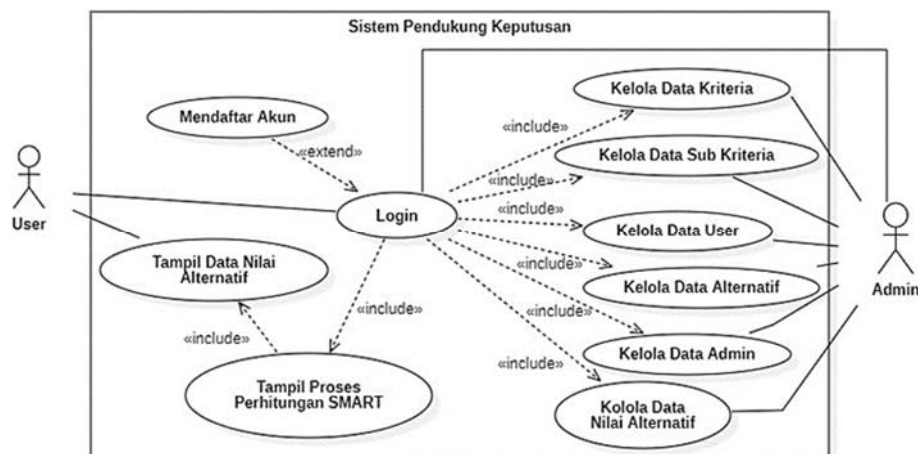 Sistem Pendukung Keputusan
Mendaftar Akun
«extend»
Login
User
Tampil Data Nilai
Alternatif
«include»
«include»
Tampil Proses
Perhitungan SMART
«include»
«include»
«include»
«include»
«include»
«include»
Kelola Data Kriteria
Kelola Data Sub Kriteria
Kelola Data User
Kelola Data Alternatif
Kelola Data Admin
Kolola Data
Nilai Alternatif
Admin